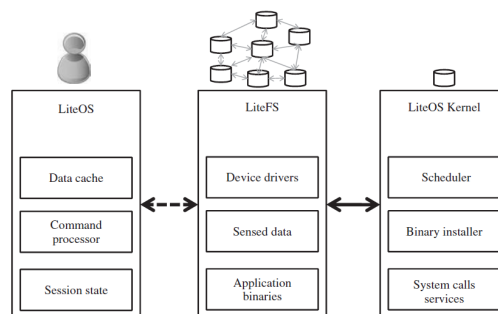 LiteOS
Data cache
Command
processor
Session state
LiteFS
Device drivers
Sensed data
Application
binaries
LiteOS Kernel
Scheduler
Binary installer
System calls
services